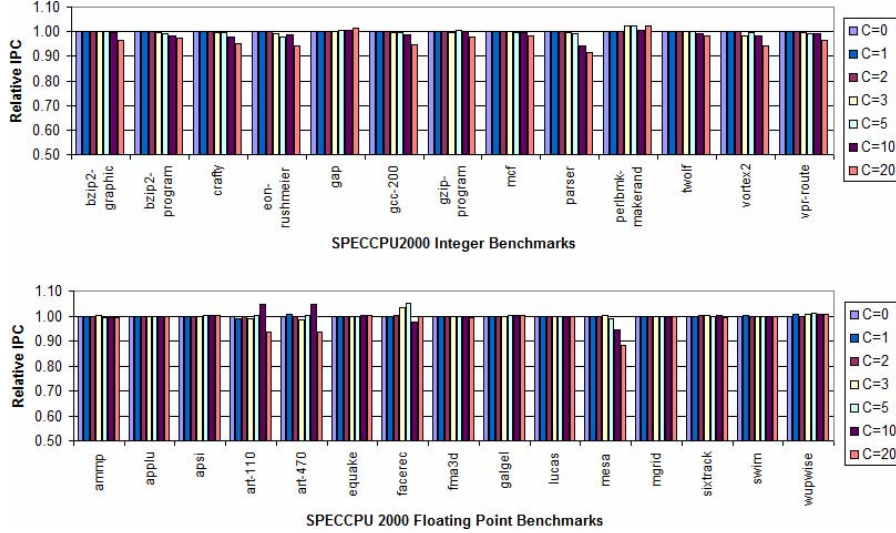 Relative IPC
1.10
1.00
0.90
0.80
0.70
0.60
0.50
bzip2-
graphic
bzip2-
program
crafty
eon-
rushmeier
gap
gcc-200
gzip-
program
mcf
parser
perlbmk-
makerand
twolf
vortex2
vpr-route
SPECCPU2000 Integer Benchmarks
C=0
C=1
C=2
C=3
C=5
C=10
C=20
Relative IPC
1.10
1.00
0.90
0.80
0.70
0.60
0.50
ammp
applu
apsi
art-110
art-470
equake
facerec
fma3d
galgel
lucas
mesa
mgrid
sixtrack
swim
wupwise
SPECCPU 2000 Floating Point Benchmarks
C=0
C=1
C=2
C=3
C=5
C=10
C=20